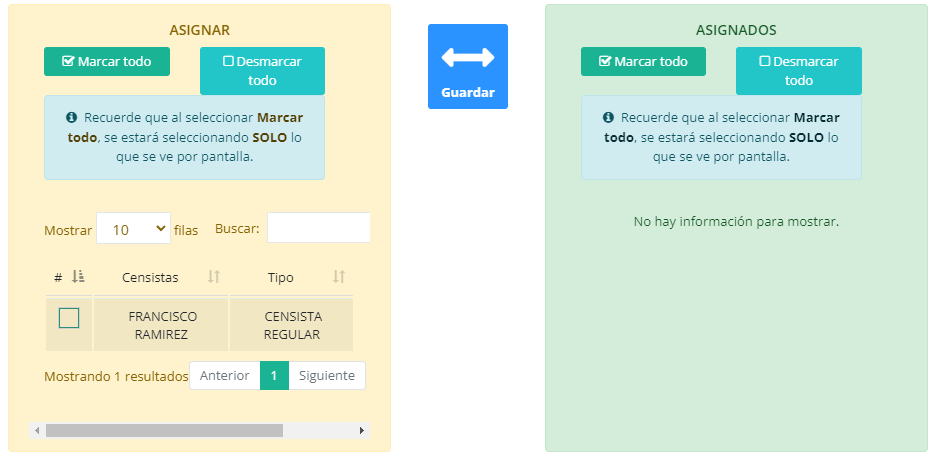 ASIGNAR
Marcar todo
Desmarcar
todo
Recuerde que al seleccionar Marcar
todo, se estará seleccionando SOLO lo
que se ve por pantalla.
Mostrar 10 filas Buscar:
# Censistas Tipo
FRANCISCO
RAMIREZ
CENSISTA
REGULAR
Mostrando 1 resultados Anterior 1 Siguiente
Guardar
ASIGNADOS
Marcar todo
Desmarcar
todo
Recuerde que al seleccionar Marcar
todo, se estará seleccionando SOLO lo
que se ve por pantalla.
No hay información para mostrar.